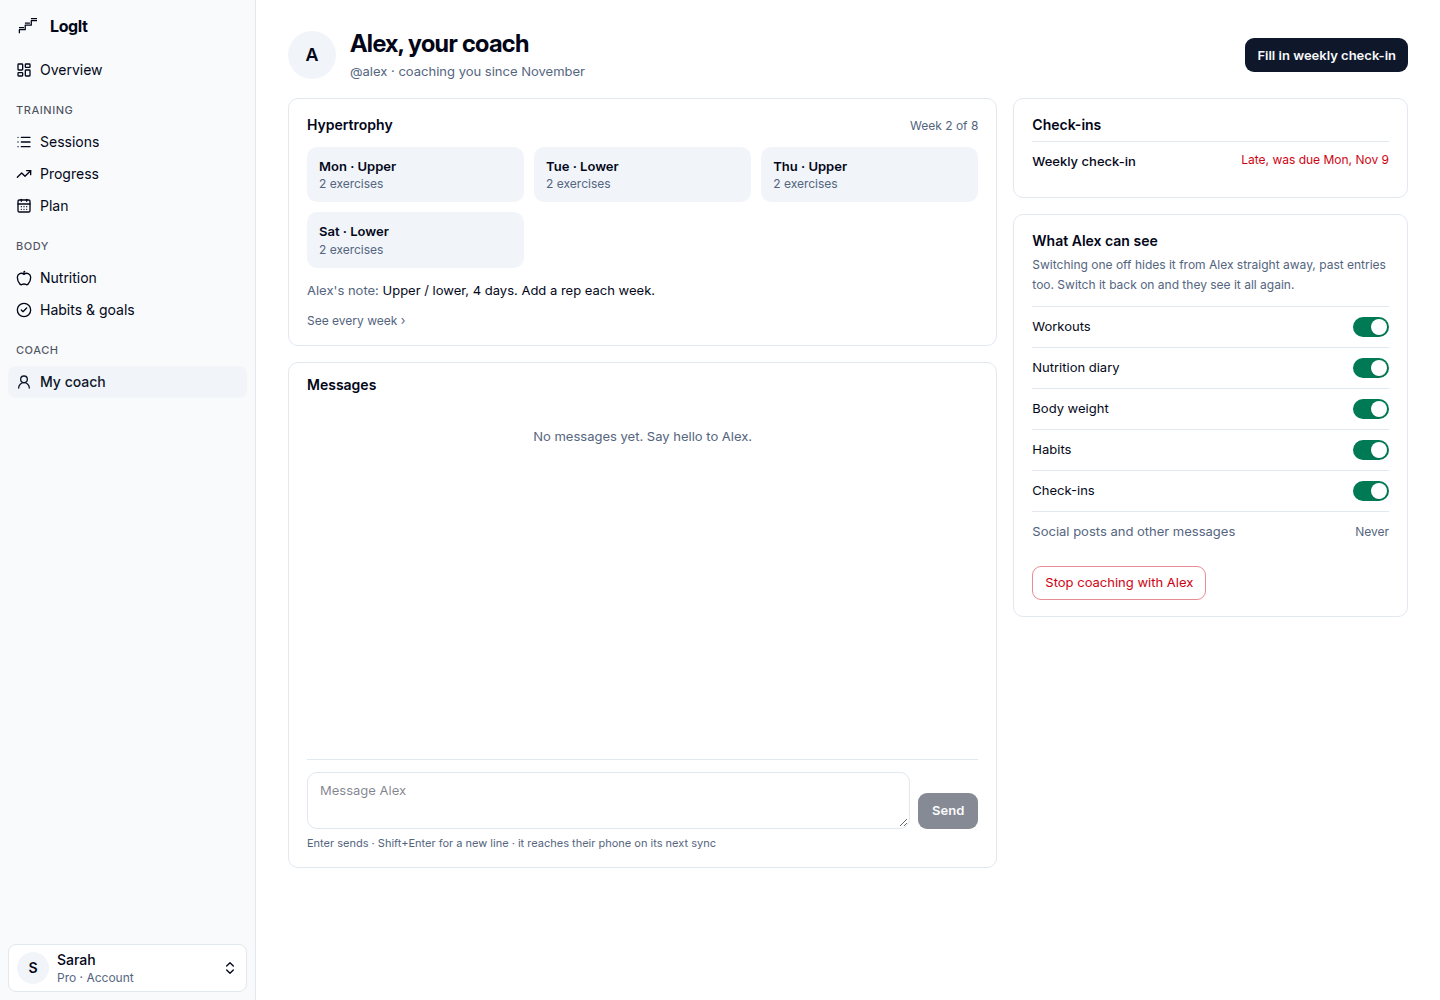 LogIt
Overview
TRAINING
Sessions
Progress
Plan
BODY
Nutrition
Habits & goals
COACH
My coach
S
Sarah
Pro · Account
A
Alex, your coach
@alex · coaching you since November
Fill in weekly check-in
Hypertrophy
Week 2 of 8
Mon · Upper
2 exercises
Tue · Lower
2 exercises
Thu · Upper
2 exercises
Sat · Lower
2 exercises
Alex's note: Upper / lower, 4 days. Add a rep each week.
See every week ›
Messages
No messages yet. Say hello to Alex.
Message Alex
Send
Enter sends · Shift+Enter for a new line · it reaches their phone on its next sync
Check-ins
Weekly check-in
Late, was due Mon, Nov 9
What Alex can see
Switching one off hides it from Alex straight away, past entries
too. Switch it back on and they see it all again.
Workouts
Nutrition diary
Body weight
Habits
Check-ins
Social posts and other messages
Never
Stop coaching with Alex